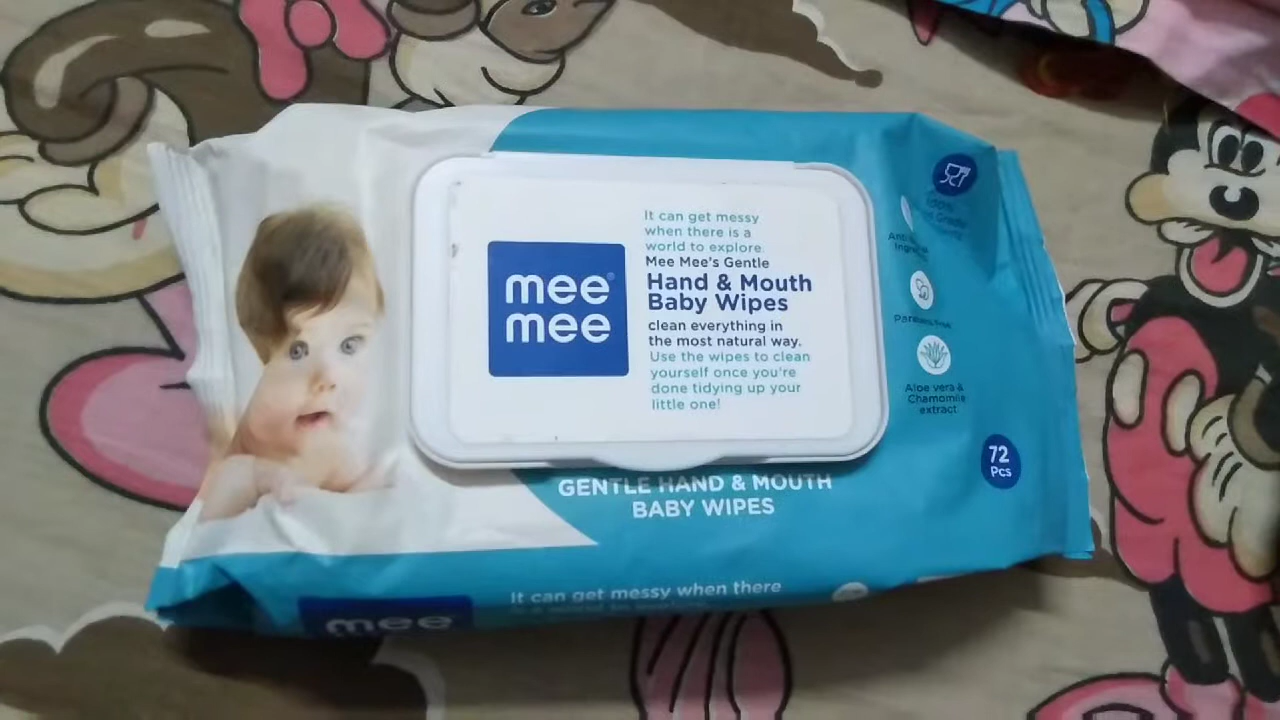 mee
mee
It can get messy
when there is a
world to explore.
Mee Mee's Gentle
Hand & Mouth
Baby Wipes
clean everything in
the most natural way.
Use the wipes to clean
yourself once you're
done tidying up your
little one!
100%
Aloe vera &
Chamomile
extract
72
Pcs
GENTLE HAND & MOUTH
BABY WIPES
It can get messy when there
mee